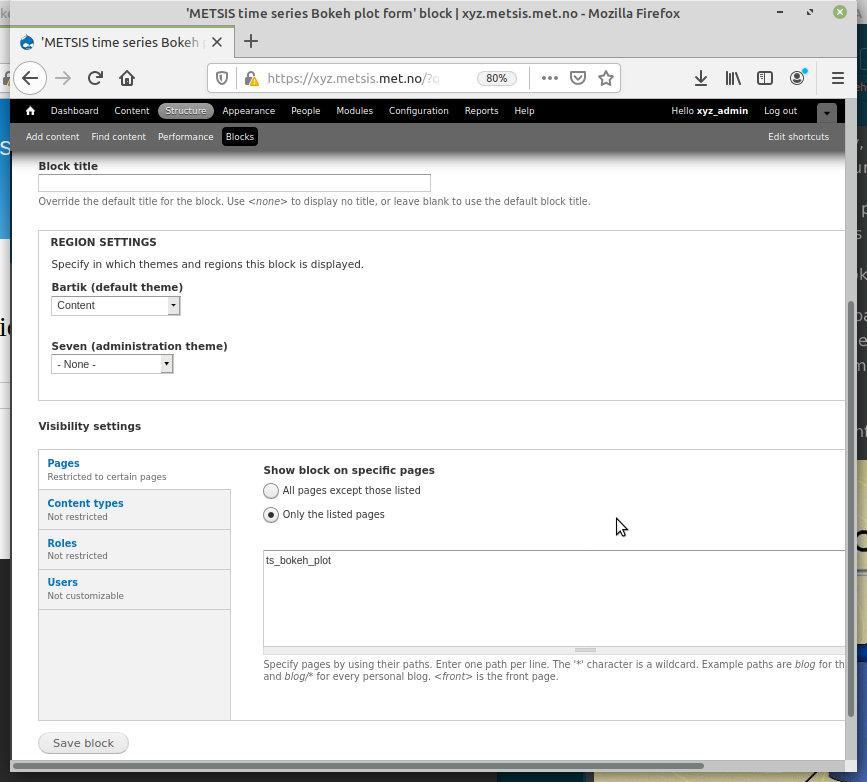 'METSIS time series Bokeh plot form' block | xyz.metsis.met.no - Mozilla Firefox
'METSIS time series Bokeh p
https://xyz.metsis.met.no/?q
80%
Dashboard Content Structure Appearance People Modules Configuration Reports Help Hello xyz_admin Log out
Add content Find content Performance Blocks Edit shortcuts
Block title
Override the default title for the block. Use <none> to display no title, or leave blank to use the default block title.
REGION SETTINGS
Specify in which themes and regions this block is displayed.
Bartik (default theme)
Content
Seven (administration theme)
- None -
Visibility settings
Pages
Restricted to certain pages
Content types
Not restricted
Roles
Not restricted
Users
Not customizable
Show block on specific pages
All pages except those listed
Only the listed pages
ts_bokeh_plot
Specify pages by using their paths. Enter one path per line. The '*' character is a wildcard. Example paths are blog for th
and blog/* for every personal blog. <front> is the front page.
Save block